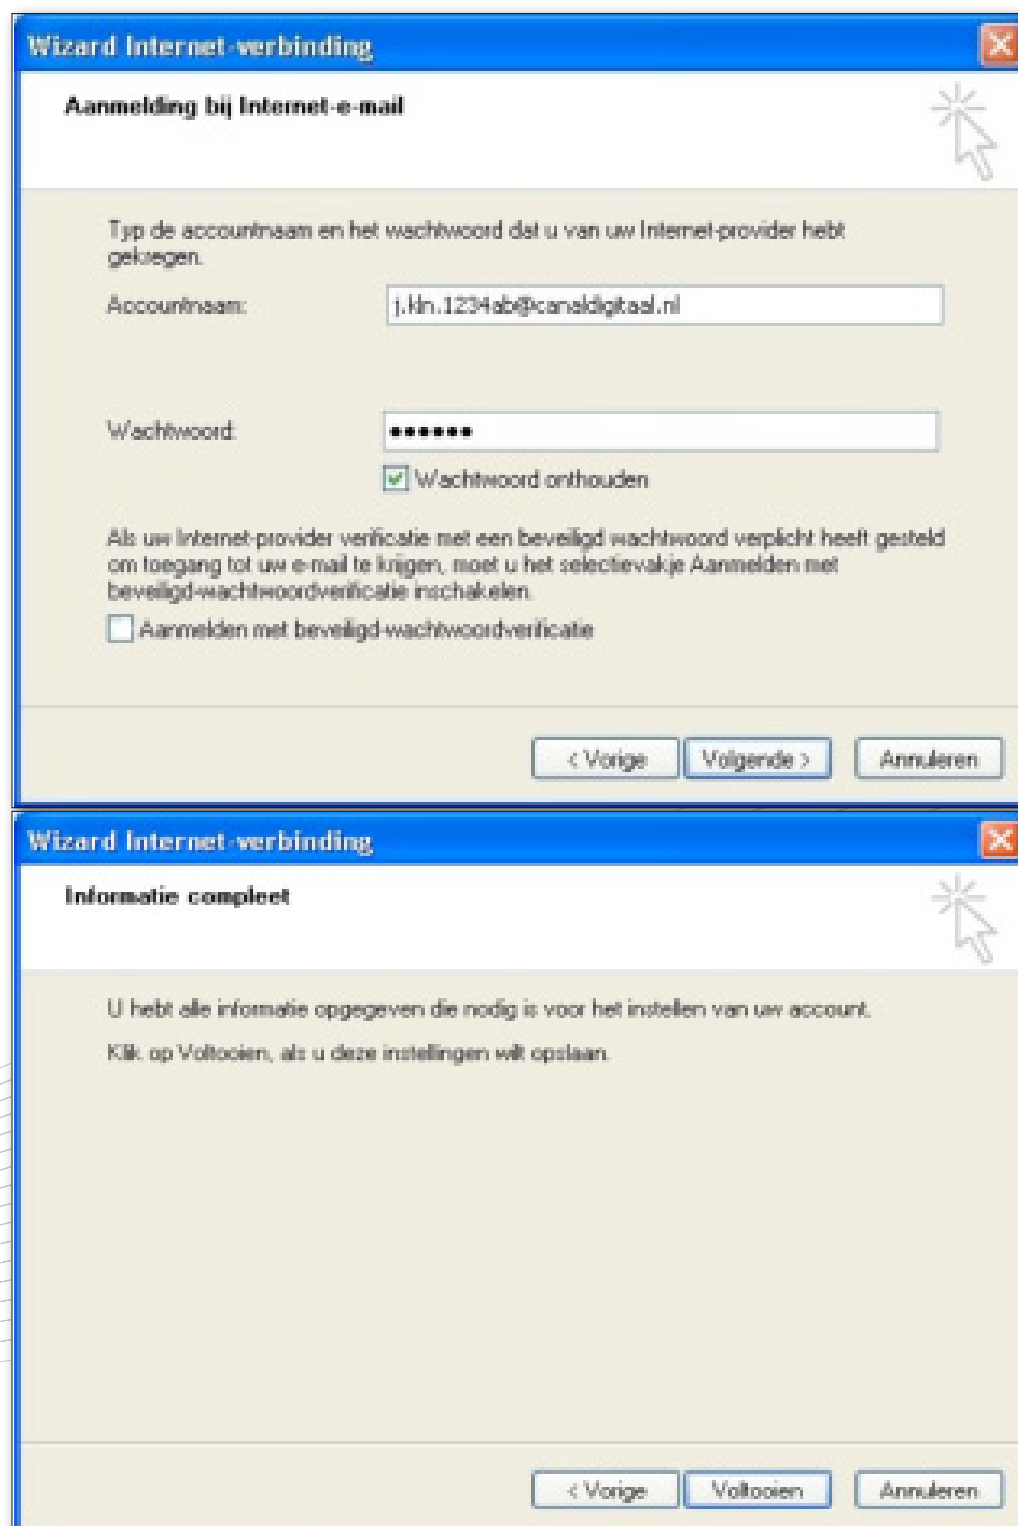 Wizard Internet-verbinding
Aanmelding bij Internet-e-mail
Typ de accountnaam en het wachtwoord dat u van uw Internet-provider hebt
gekregen.
Accountnaam: j.kln.1234ab@canaldigitaal.nl
Wachtwoord: ●●●●●●
Wachtwoord onthouden
Als uw Internet-provider verificatie met een beveiligd wachtwoord verplicht heeft gesteld
om toegang tot uw e-mail te krijgen, moet u het selectievakje Aanmelden met
beveiligd-wachtwoordverificatie inschakelen.
Aanmelden met beveiligd-wachtwoordverificatie
< Vorige Volgende > Annuleren
Wizard Internet-verbinding
Informatie compleet
U hebt alle informatie opgegeven die nodig is voor het instellen van uw account.
Klik op Voltooien, als u deze instellingen wilt opslaan.
< Vorige Voltooien Annuleren